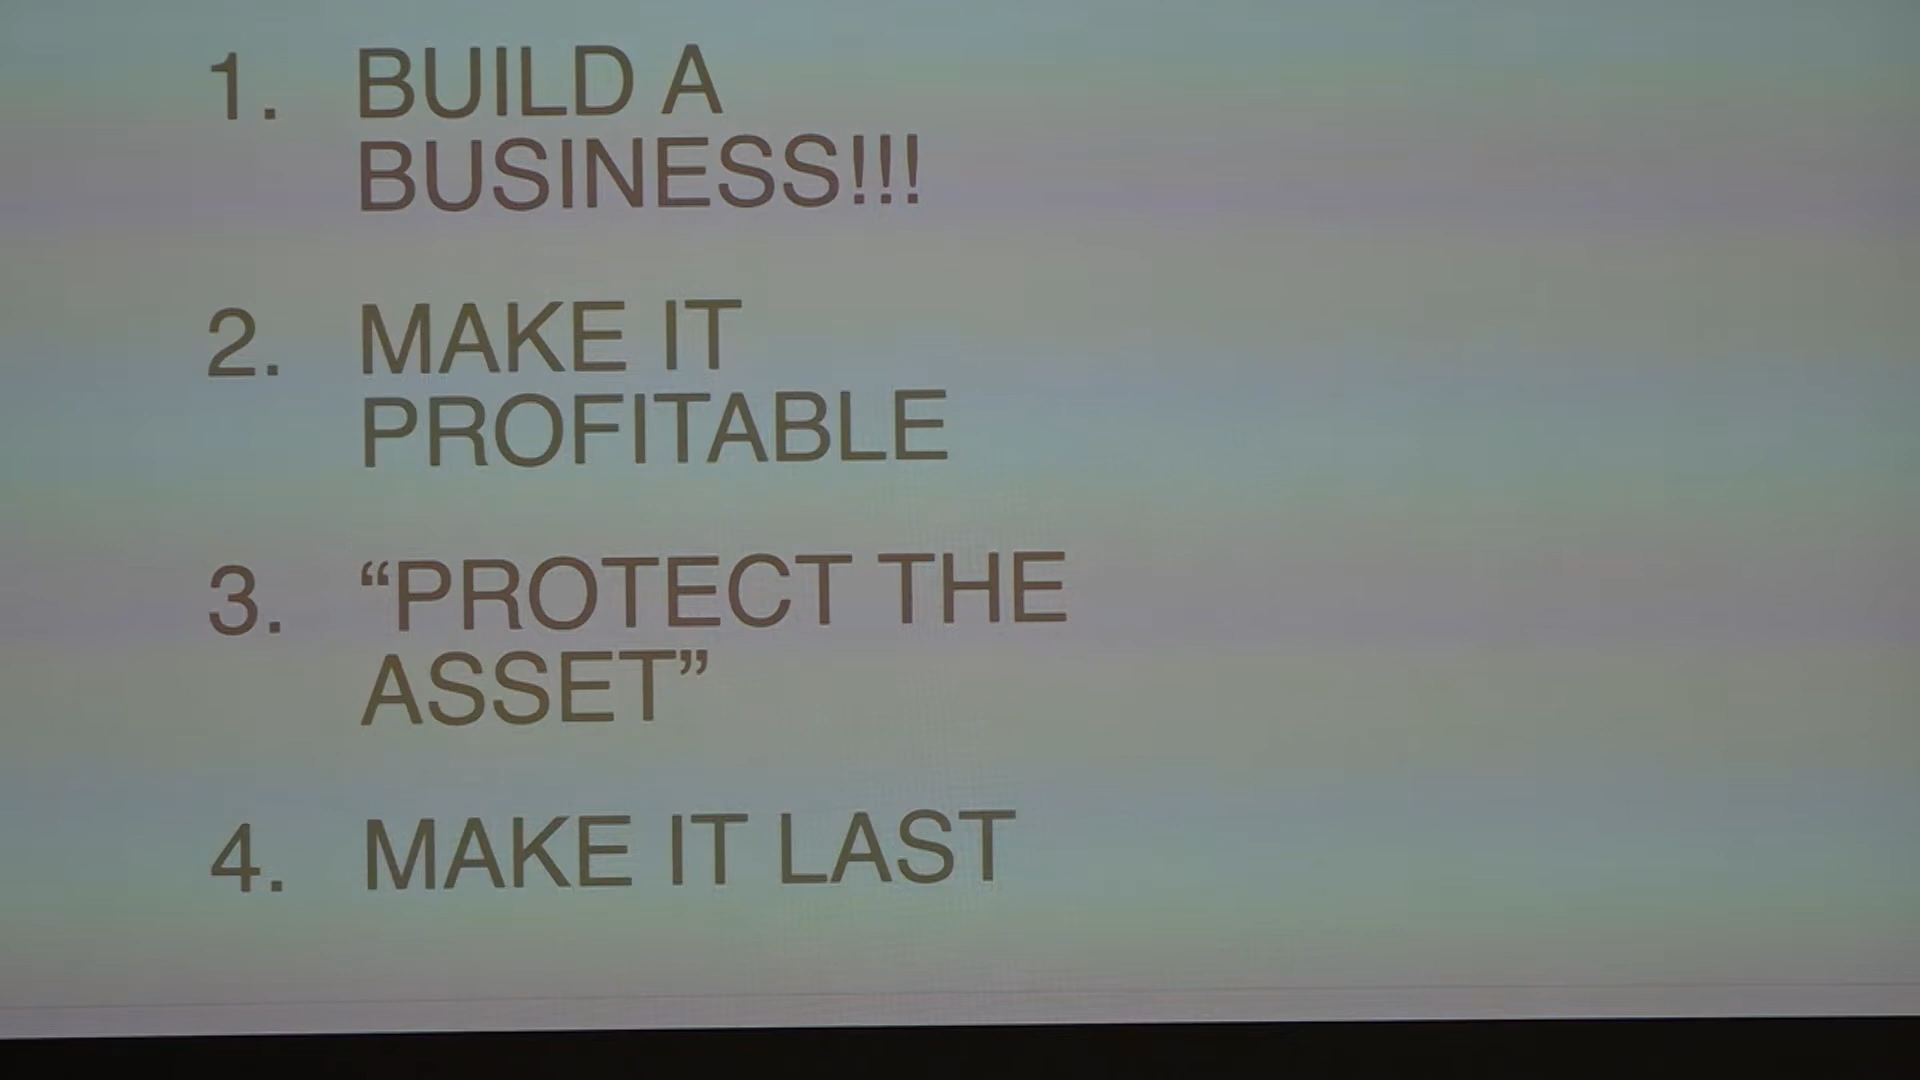 1. BUILD A
BUSINESS!!!
2. MAKE IT
PROFITABLE
3. “PROTECT THE
ASSET”
4. MAKE IT LAST